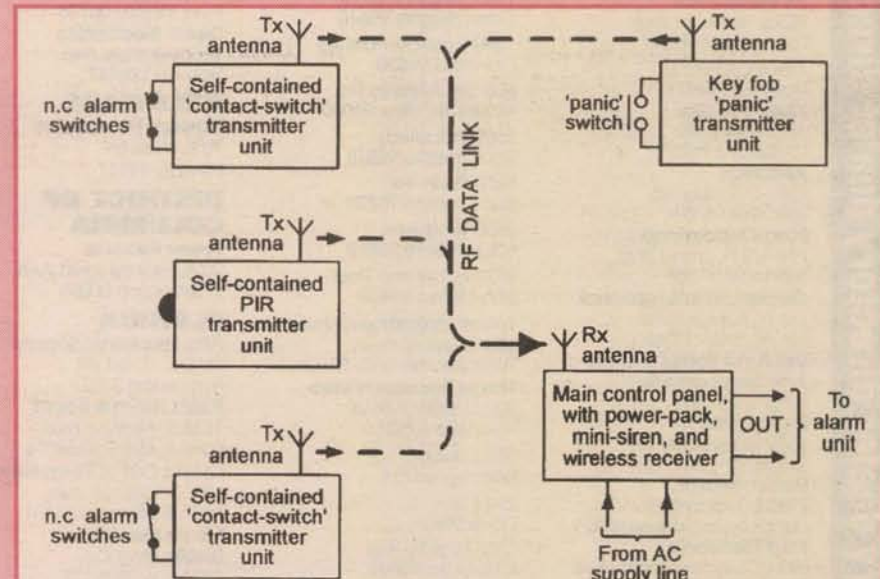 Tx
antenna
Self-contained
'contact-switch'
transmitter
unit
n.c alarm
switches
Tx
antenna
'panic'
switch
Key fob
'panic'
transmitter
unit
RF DATA LINK
Tx
antenna
Self-contained
PIR
transmitter
unit
Rx
antenna
Main control panel,
with power-pack,
mini-siren, and
wireless receiver
OUT
To
alarm
unit
From AC
supply line
Tx
antenna
Self-contained
'contact-switch'
transmitter
unit
n.c alarm
switches